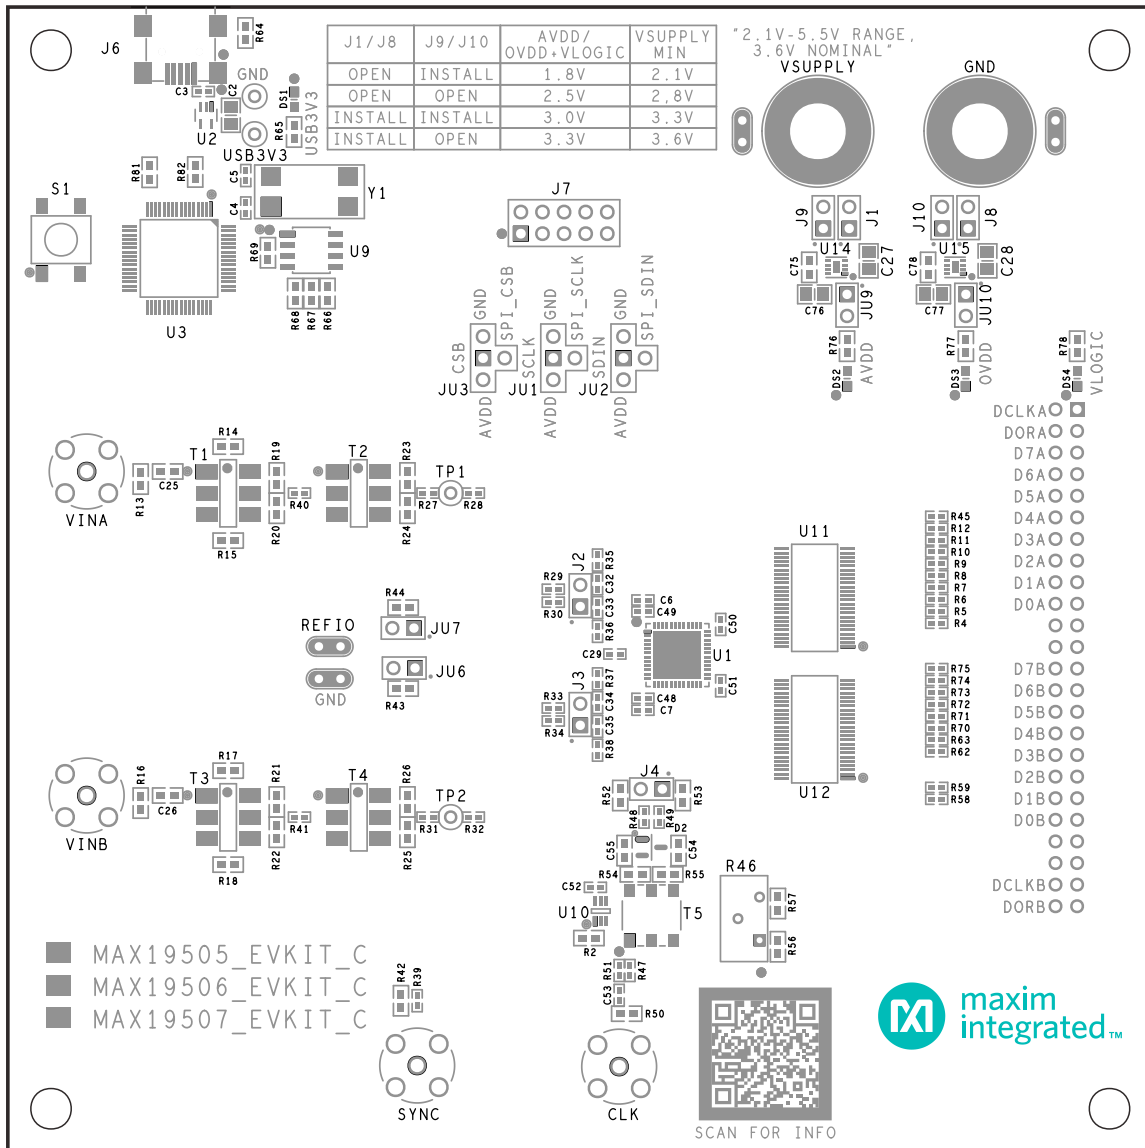 J6
R64
GND
C3
C2
U2
DS1
USB3V3
R65
USB3V3
J1/J8 J9/J10 AVDD/ OVDD+VLOGIC VSUPPLY MIN
OPEN INSTALL 1.8V 2.1V
OPEN OPEN 2.5V 2,8V
INSTALL INSTALL 3.0V 3.3V
INSTALL OPEN 3.3V 3.6V
"2.1V-5.5V RANGE,
3.6V NOMINAL"
VSUPPLY
GND
R81
R82
C5
C4
Y1
S1
R69
U9
U3
R68
R67
R66
J7
J9
J1
J10
J8
U14
C27
U15
C28
C75
C78
C76
JU9
C77
JU10
R76
R77
R78
AVDD
OVDD
VLOGIC
DS2
DS3
DS4
GND
SPI_CSB
GND
SPI_SCLK
GND
SPI_SDIN
CSB
SCLK
SDIN
JU3
JU1
JU2
AVDD
AVDD
AVDD
DCLKA
DORA
D7A
D6A
D5A
D4A
D3A
D2A
D1A
D0A
D7B
D6B
D5B
D4B
D3B
D2B
D1B
D0B
DCLKB
DORB
R14
T1
R19
T2
R23
TP1
R13
C25
R40
R27
R28
VINA
R20
R24
R15
U11
R45
R12
R11
R10
R9
R8
R7
R6
R5
R4
J2
R35
R29
C32
R30
C33
R36
C6
C49
C50
C29
U1
R44
REFIO
JU7
JU6
GND
R43
J3
R37
R33
C34
R34
C35
R38
C48
C7
C51
R75
R74
R73
R72
R71
R70
R63
R62
R59
R58
U12
R17
T3
R21
T4
R26
TP2
R16
C26
R41
R31
R32
VINB
R22
R25
R18
J4
R52
R53
R48
R49
D2
C55
C54
R54
R55
C52
U10
T5
R2
R46
R57
R56
R51
R47
C53
R50
MAX19505_EVKIT_C
MAX19506_EVKIT_C
MAX19507_EVKIT_C
R42
R39
SYNC
CLK
SCAN FOR INFO
maxim
integrated™